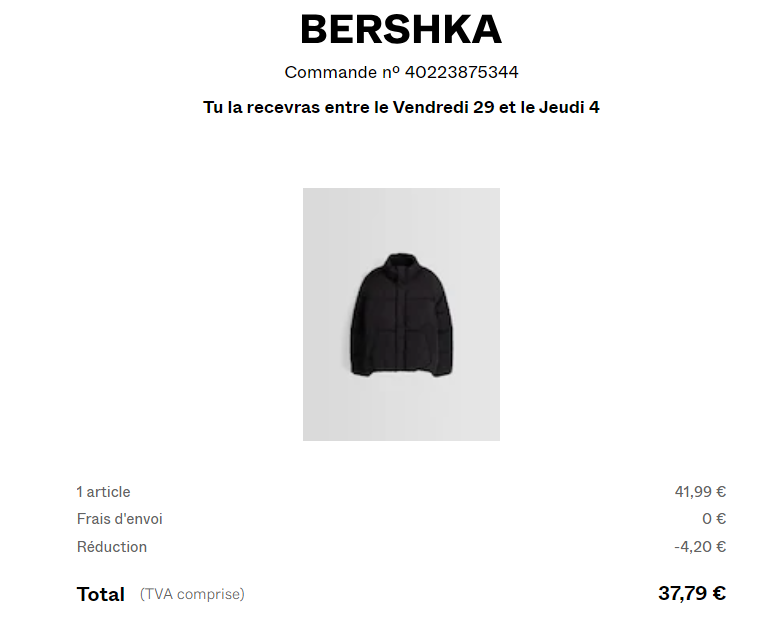 BERSHKA
Commande nº 40223875344
Tu la recevras entre le Vendredi 29 et le Jeudi 4
1 article 41,99 €
Frais d'envoi 0 €
Réduction -4,20 €
Total (TVA comprise) 37,79 €